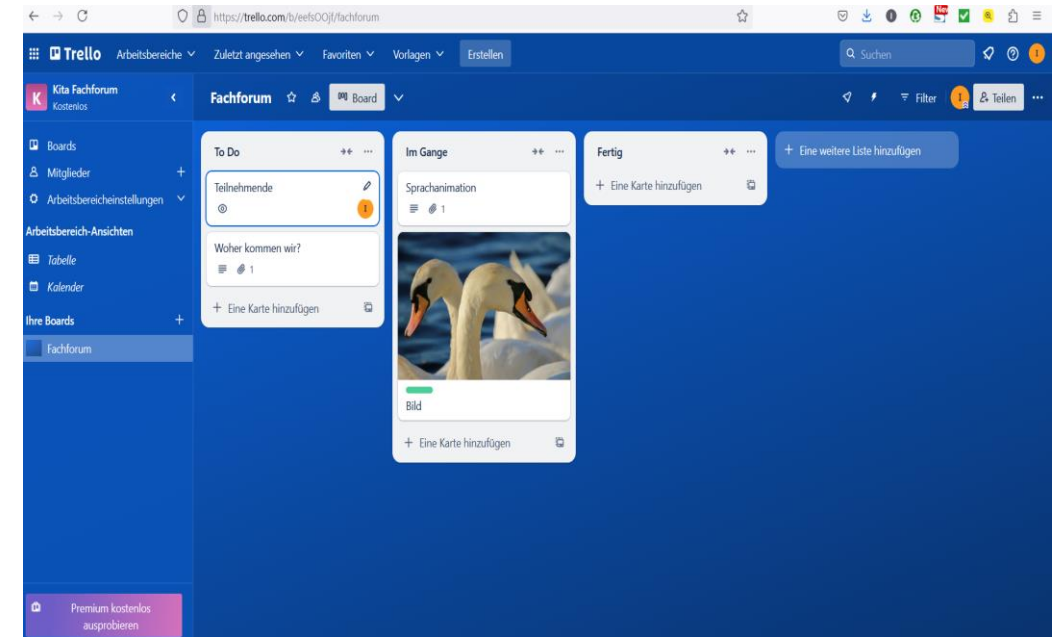 https://trello.com/b/eefsOOjf/fachforum
New
Trello Arbeitsbereiche Zuletzt angesehen Favoriten Vorlagen Erstellen Suchen
K Kita Fachforum
Kostenlos
Fachforum Board Filter Teilen
Boards
Mitglieder
Arbeitsbereicheinstellungen
Arbeitsbereich-Ansichten
Tabelle
Kalender
Ihre Boards
Fachforum
Premium kostenlos
ausprobieren
To Do
Teilnehmende
I
Woher kommen wir?
1
+ Eine Karte hinzufügen
Im Gange
Sprachanimation
1
Bild
+ Eine Karte hinzufügen
Fertig
+ Eine Karte hinzufügen
+ Eine weitere Liste hinzufügen